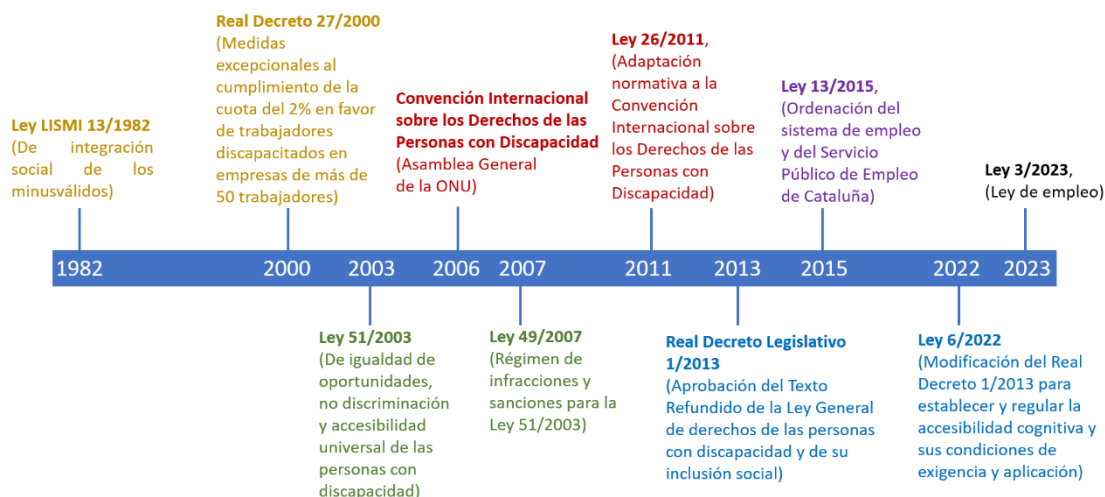 Real Decreto 27/2000
(Medidas
excepcionales al
cumplimiento de la
cuota del 2% en favor
de trabajadores
discapacitados en
empresas de más de
50 trabajadores)
Ley 26/2011,
(Adaptación
normativa a la
Convención
Internacional sobre
los Derechos de las
Personas con
Discapacidad)
Convención Internacional
sobre los Derechos de las
Personas con Discapacidad
(Asamblea General
de la ONU)
Ley 13/2015,
(Ordenación del
sistema de empleo
y del Servicio
Público de Empleo
de Cataluña)
Ley LISMI 13/1982
(De integración
social de los
minusválidos)
Ley 3/2023,
(Ley de empleo)
1982 2000 2003 2006 2007 2011 2013 2015 2022 2023
Ley 51/2003
(De igualdad de
oportunidades,
no discriminación
y accesibilidad
universal de las
personas con
discapacidad)
Ley 49/2007
(Régimen de
infracciones y
sanciones para la
Ley 51/2003)
Real Decreto Legislativo
1/2013
(Aprobación del Texto
Refundido de la Ley General
de derechos de las personas
con discapacidad y de su
inclusión social)
Ley 6/2022
(Modificación del Real
Decreto 1/2013 para
establecer y regular la
accesibilidad cognitiva y
sus condiciones de
exigencia y aplicación)